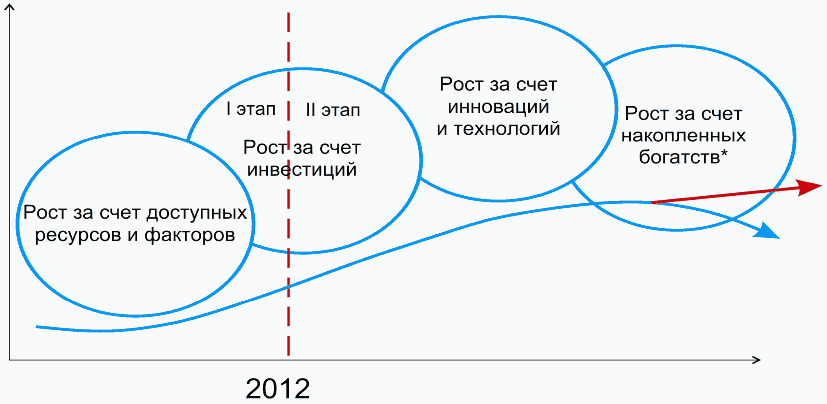 Рост за счет доступных
ресурсов и факторов
I этап
II этап
Рост за счет
инвестиций
Рост за счет
инноваций
и технологий
Рост за счет
накопленных
богатств*
2012